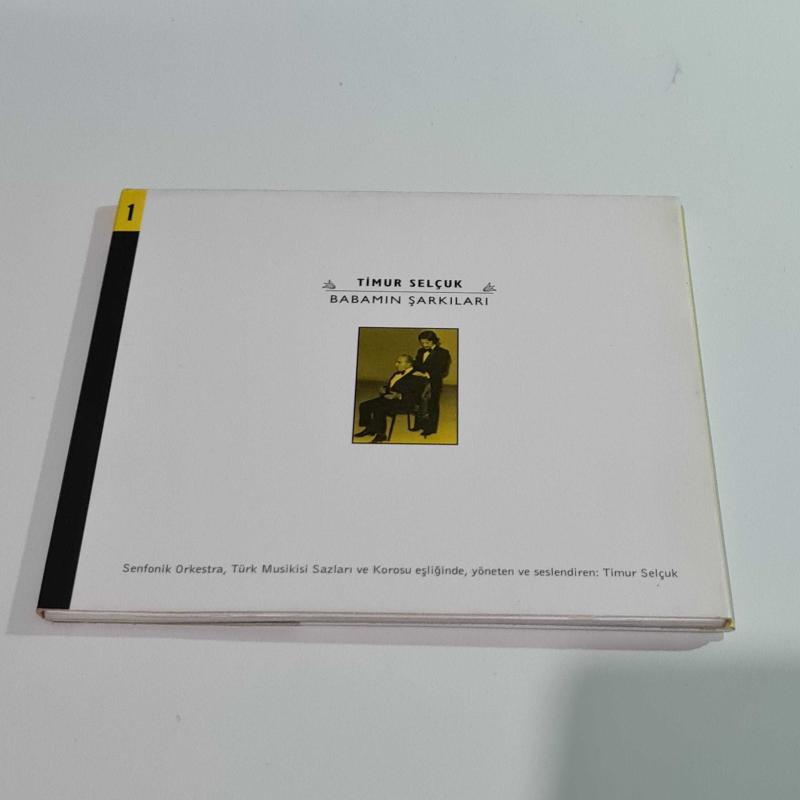 1
TİMUR SELÇUK
BABAMIN ŞARKILARI
Senfonik Orkestra, Türk Musikisi Sazları ve Korosu eşliğinde, yöneten ve seslendiren: Timur Selçuk